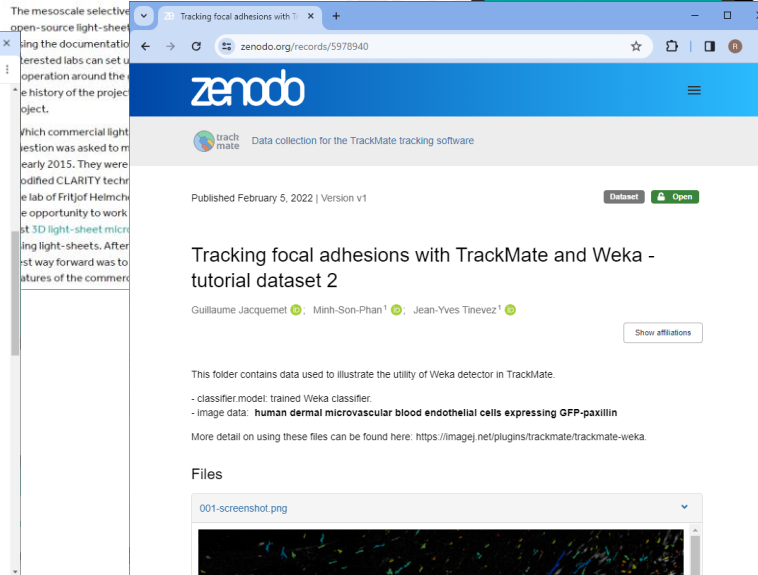 The mesoscale selective
open-source light-sheet
sing the documentatio
terested labs can set u
operation around the
e history of the projec
oject.
Which commercial light
uestion was asked to m
early 2015. They were
odified CLARITY techr
e lab of Fritjof Helmche
e opportunity to work
st 3D light-sheet micro
ing light-sheets. After
est way forward was to
atures of the commerc
Tracking focal adhesions with Tr
zenodo.org/records/5978940
R
zenodo
track
mate
Data collection for the TrackMate tracking software
Published February 5, 2022 | Version v1
Dataset
Open
Tracking focal adhesions with TrackMate and Weka -
tutorial dataset 2
Guillaume Jacquemet iD; Minh-Son-Phan¹ iD; Jean-Yves Tinevez¹ iD
Show affiliations
This folder contains data used to illustrate the utility of Weka detector in TrackMate.
- classifier.model: trained Weka classifier.
- image data: human dermal microvascular blood endothelial cells expressing GFP-paxillin
More detail on using these files can be found here: https://imagej.net/plugins/trackmate/trackmate-weka.
Files
001-screenshot.png